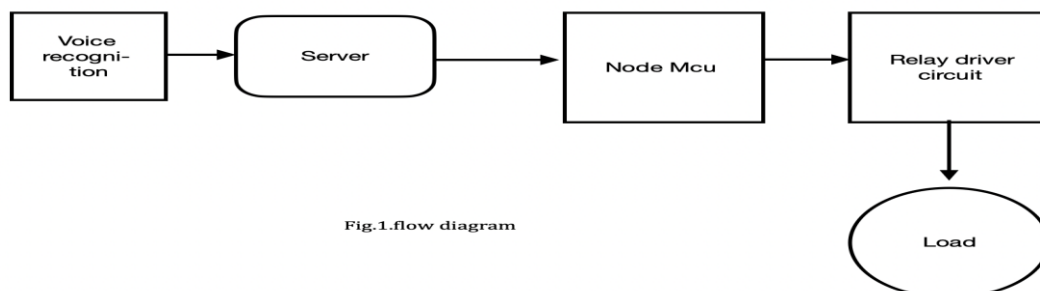 Voice
recogni-
tion
Server
Node Mcu
Relay driver
circuit
Load
Fig.1.flow diagram